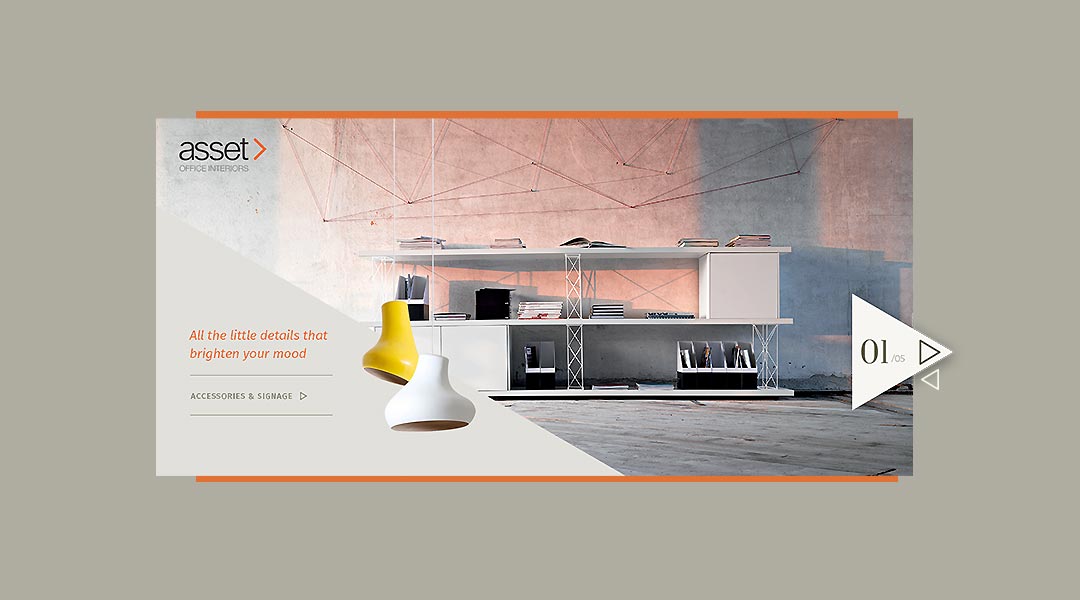 asset
OFFICE INTERIORS
All the little details that
brighten your mood
ACCESSORIES & SIGNAGE
01/05